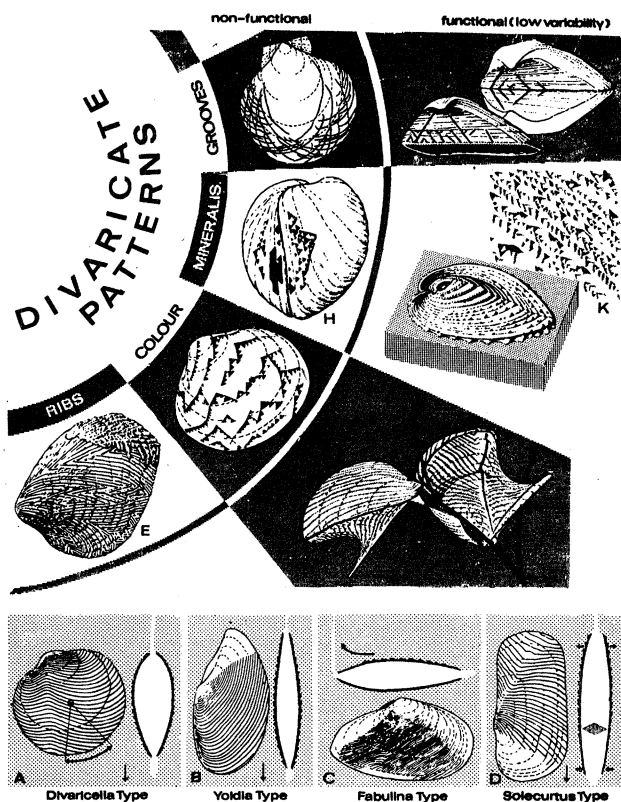 non-functional
functional (low variability)
DIVARICATE
PATTERNS
GROOVES
MINERALIS.
COLOUR
RIBS
H
K
E
A
B
C
D
Divaricella Type
Yoldia Type
Fabulina Type
Solecurtus Type